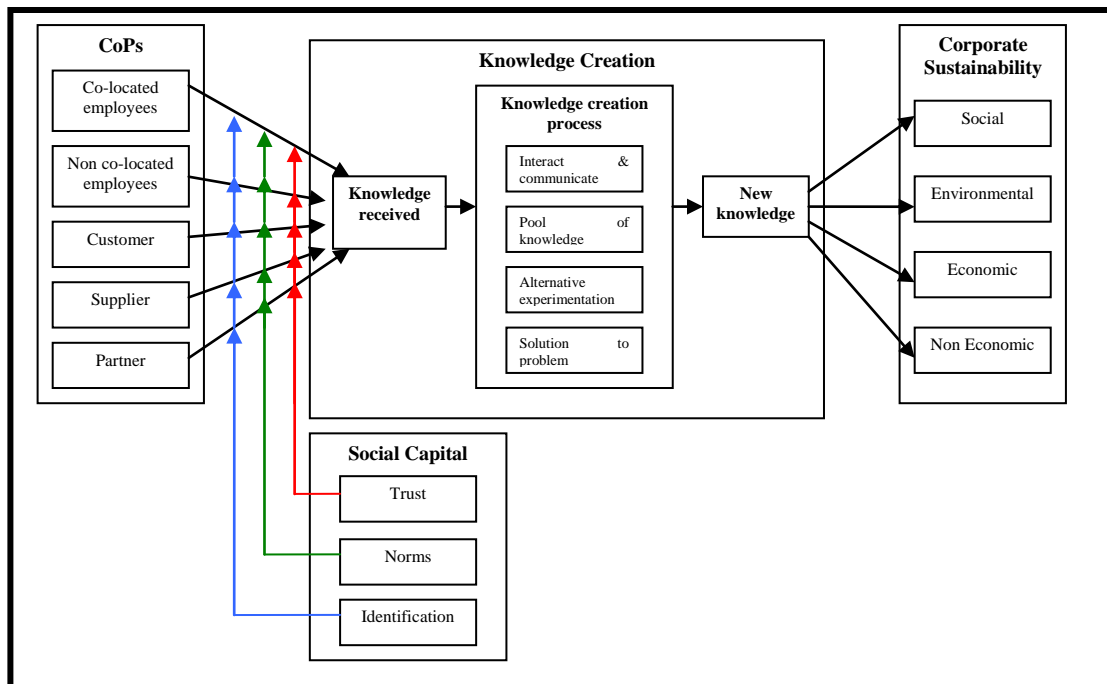 CoPs
Co-located
employees
Non co-located
employees
Customer
Supplier
Partner
Knowledge Creation
Knowledge
received
Knowledge creation
process
Interact &
communicate
Pool of
knowledge
Alternative
experimentation
Solution to
problem
New
knowledge
Corporate
Sustainability
Social
Environmental
Economic
Non Economic
Social Capital
Trust
Norms
Identification